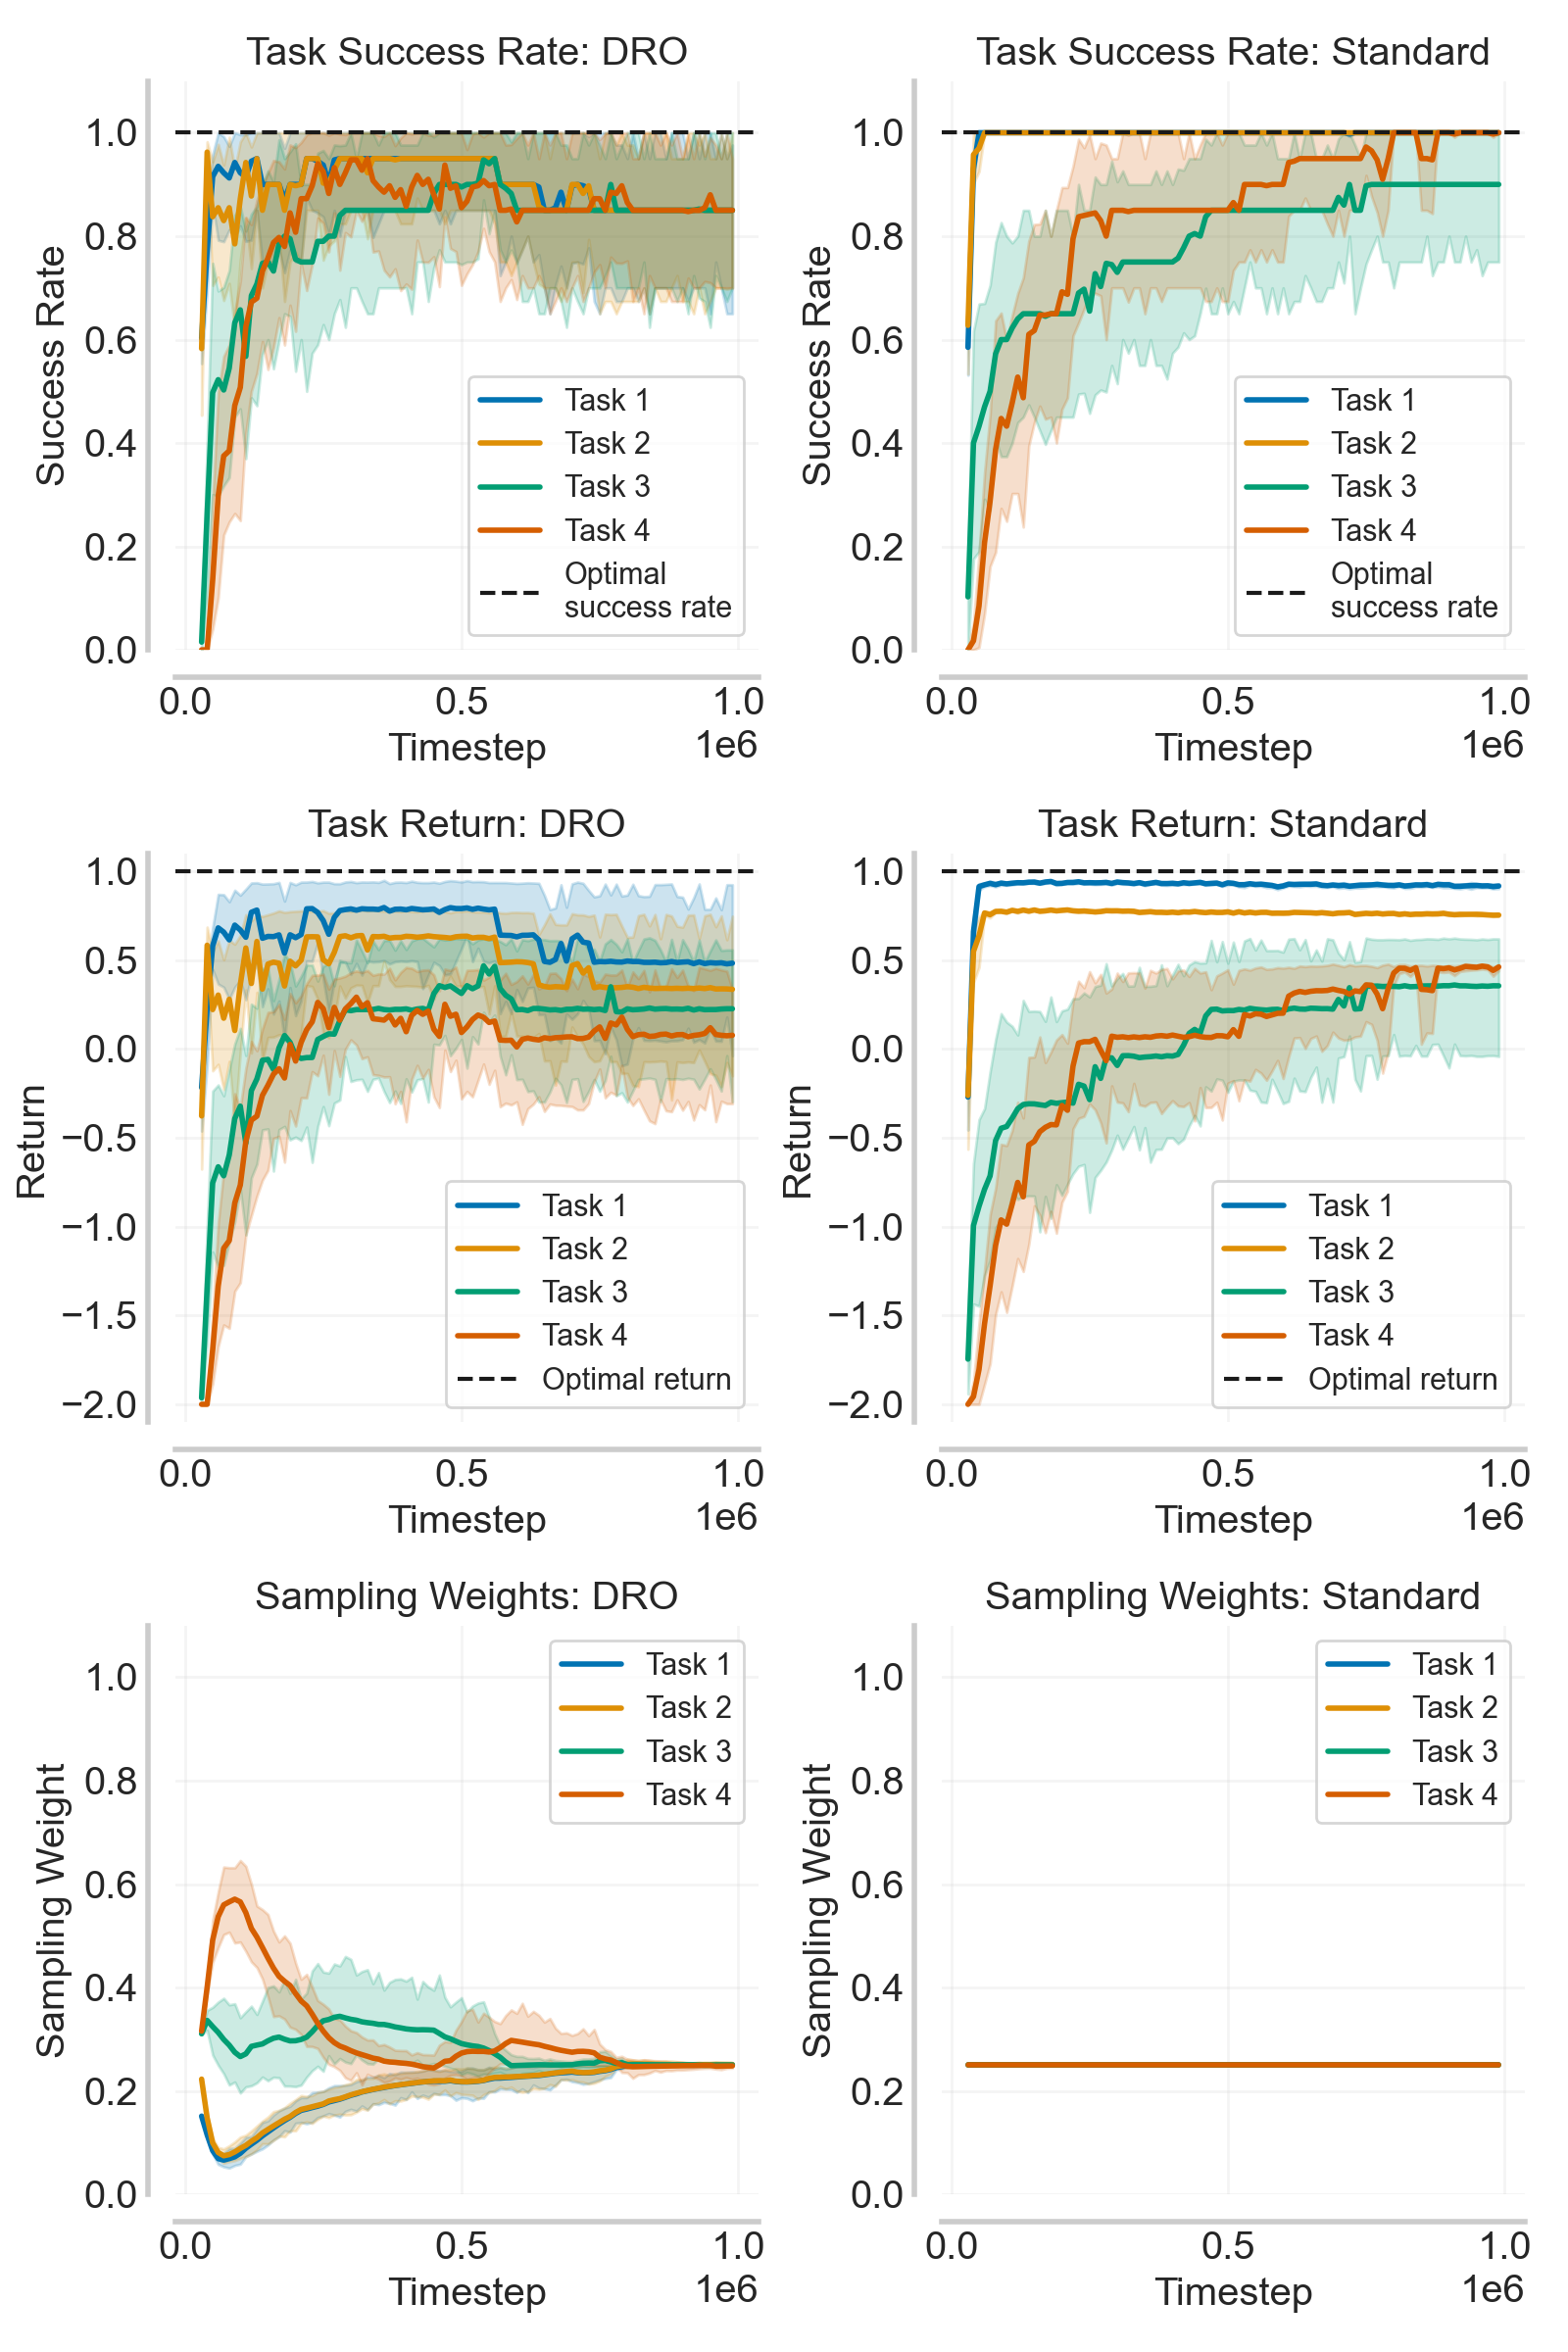 Task Success Rate: DRO
1.0
0.8
0.6
0.4
0.2
0.0
Success Rate
Task 1
Task 2
Task 3
Task 4
Optimal
success rate
0.0 0.5 1.0
Timestep
1e6
Task Success Rate: Standard
1.0
0.8
0.6
0.4
0.2
0.0
Success Rate
Task 1
Task 2
Task 3
Task 4
Optimal
success rate
0.0 0.5 1.0
Timestep
1e6
Task Return: DRO
1.0
0.5
0.0
−0.5
−1.0
−1.5
−2.0
Return
Task 1
Task 2
Task 3
Task 4
Optimal return
0.0 0.5 1.0
Timestep
1e6
Task Return: Standard
1.0
0.5
0.0
−0.5
−1.0
−1.5
−2.0
Return
Task 1
Task 2
Task 3
Task 4
Optimal return
0.0 0.5 1.0
Timestep
1e6
Sampling Weights: DRO
1.0
0.8
0.6
0.4
0.2
0.0
Sampling Weight
Task 1
Task 2
Task 3
Task 4
0.0 0.5 1.0
Timestep
1e6
Sampling Weights: Standard
1.0
0.8
0.6
0.4
0.2
0.0
Sampling Weight
Task 1
Task 2
Task 3
Task 4
0.0 0.5 1.0
Timestep
1e6